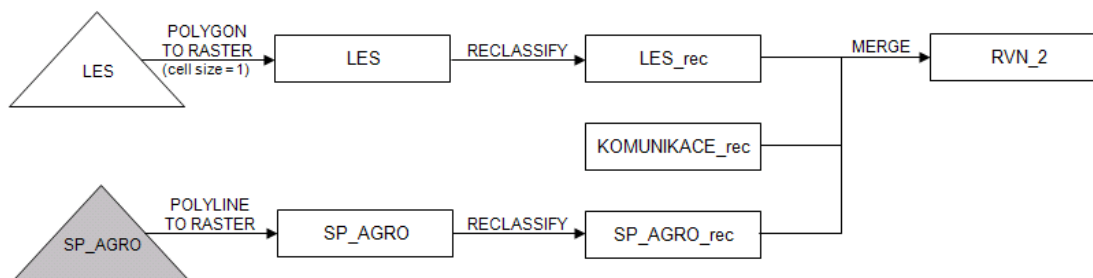 LES
POLYGON
TO RASTER
(cell size = 1)
LES
RECLASSIFY
LES_rec
MERGE
RVN_2
KOMUNIKACE_rec
SP_AGRO
POLYLINE
TO RASTER
SP_AGRO
RECLASSIFY
SP_AGRO_rec